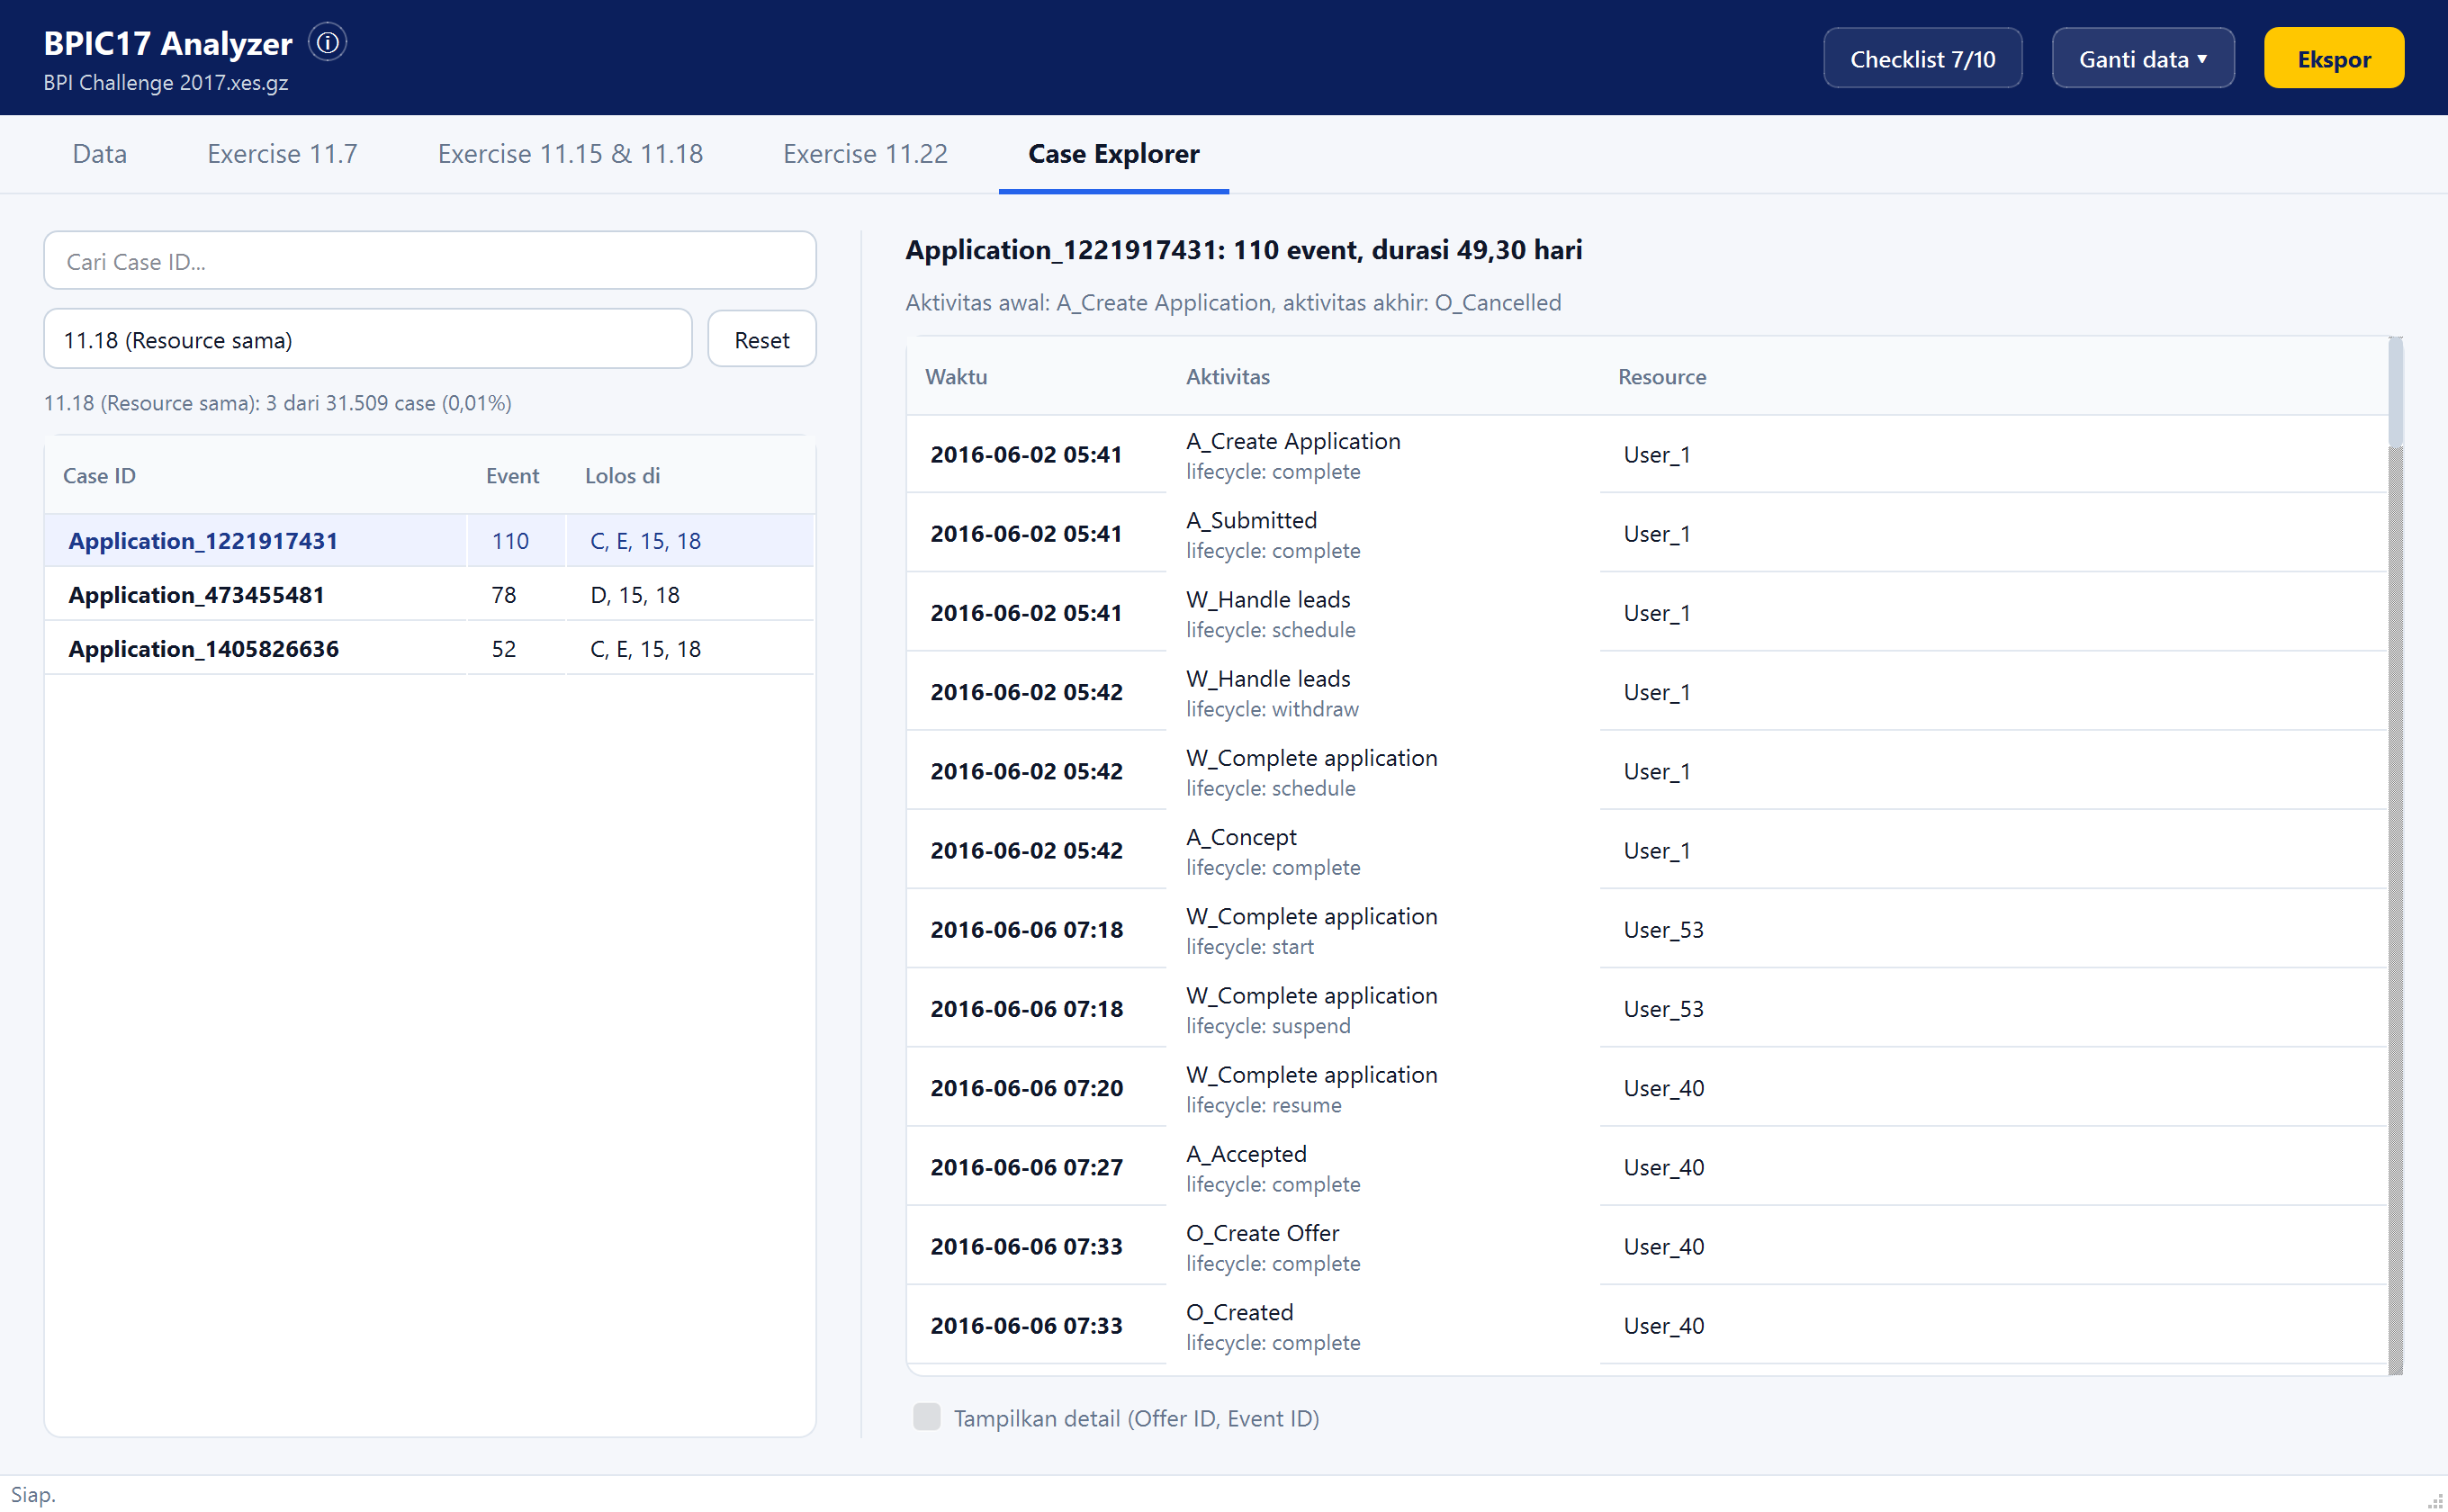 BPIC17 Analyzer ⓘ
BPI Challenge 2017.xes.gz
Checklist 7/10
Ganti data ▾
Ekspor
Data
Exercise 11.7
Exercise 11.15 & 11.18
Exercise 11.22
Case Explorer
Cari Case ID...
11.18 (Resource sama)
Reset
11.18 (Resource sama): 3 dari 31.509 case (0,01%)
Case ID Event Lolos di
Application_1221917431 110 C, E, 15, 18
Application_473455481 78 D, 15, 18
Application_1405826636 52 C, E, 15, 18
Application_1221917431: 110 event, durasi 49,30 hari
Aktivitas awal: A_Create Application, aktivitas akhir: O_Cancelled
Waktu Aktivitas Resource
2016-06-02 05:41 A_Create Application User_1
lifecycle: complete
2016-06-02 05:41 A_Submitted User_1
lifecycle: complete
2016-06-02 05:41 W_Handle leads User_1
lifecycle: schedule
2016-06-02 05:42 W_Handle leads User_1
lifecycle: withdraw
2016-06-02 05:42 W_Complete application User_1
lifecycle: schedule
2016-06-02 05:42 A_Concept User_1
lifecycle: complete
2016-06-06 07:18 W_Complete application User_53
lifecycle: start
2016-06-06 07:18 W_Complete application User_53
lifecycle: suspend
2016-06-06 07:20 W_Complete application User_40
lifecycle: resume
2016-06-06 07:27 A_Accepted User_40
lifecycle: complete
2016-06-06 07:33 O_Create Offer User_40
lifecycle: complete
2016-06-06 07:33 O_Created User_40
lifecycle: complete
Tampilkan detail (Offer ID, Event ID)
Siap.